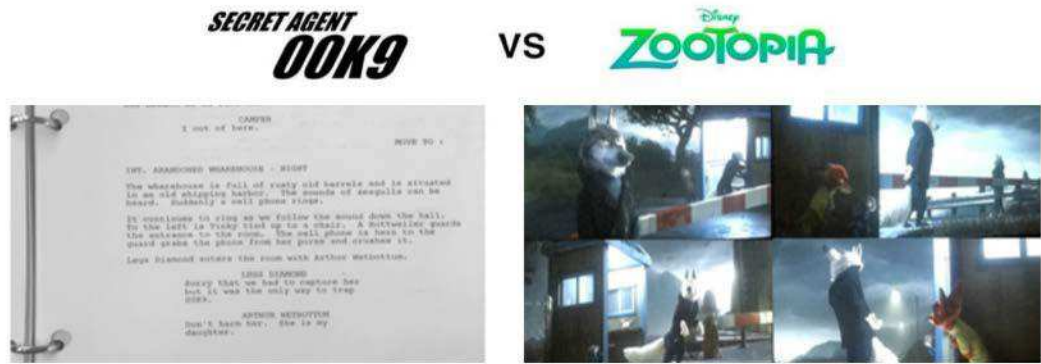 SECRET AGENT
OOK9
VS
Disney
ZOOTOPIA
CAMPER
I out of here.
MOVE TO :
INT. ABANDONED WHAREHOUSE - NIGHT
The wharehouse is full of rusty old barrels and is situated
in an old shipping harbor. The sounds of seagulls can be
heard. Suddenly a cell phone rings.
It continues to ring as we follow the sound down the hall.
To the left is Vicky tied up to a chair. A Rottweiler guards
the entrance to the room. The cell phone is hers so the
guard grabs the phone from her purse and crushes it.
Legs Diamond enters the room with Arthur Wetbottum.
LEGS DIAMOND
Sorry that we had to capture her
but it was the only way to trap
OOK9.
ARTHUR WETBOTTUM
Don't harm her. She is my
daughter.